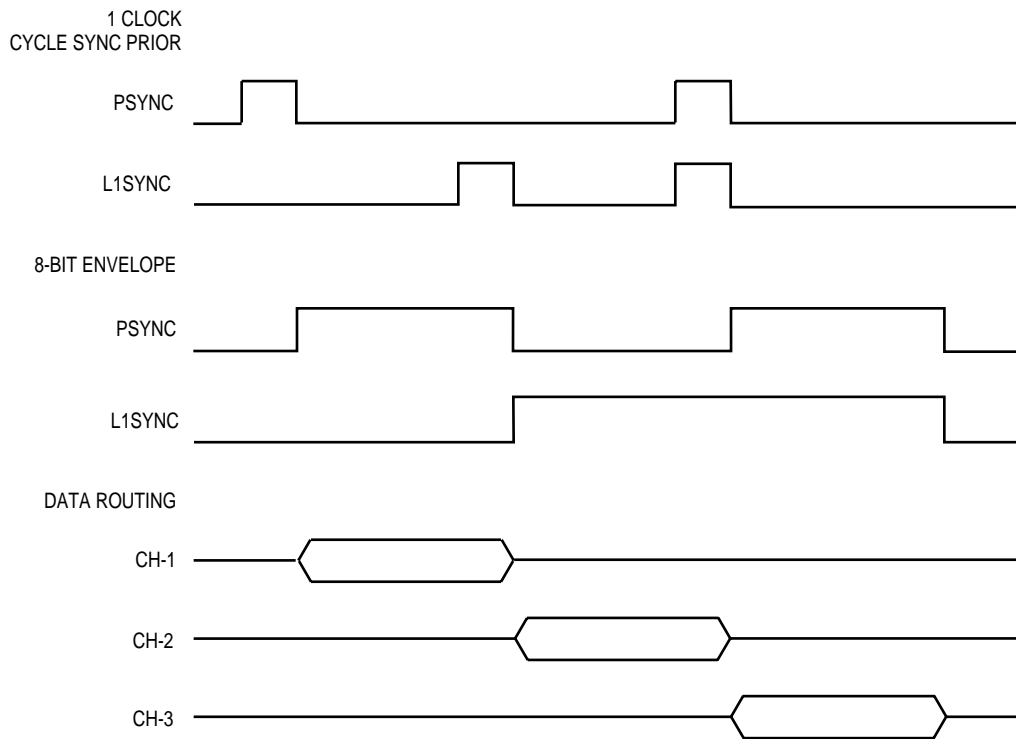 1 CLOCK
CYCLE SYNC PRIOR
PSYNC
L1SYNC
8-BIT ENVELOPE
PSYNC
L1SYNC
DATA ROUTING
CH-1
CH-2
CH-3